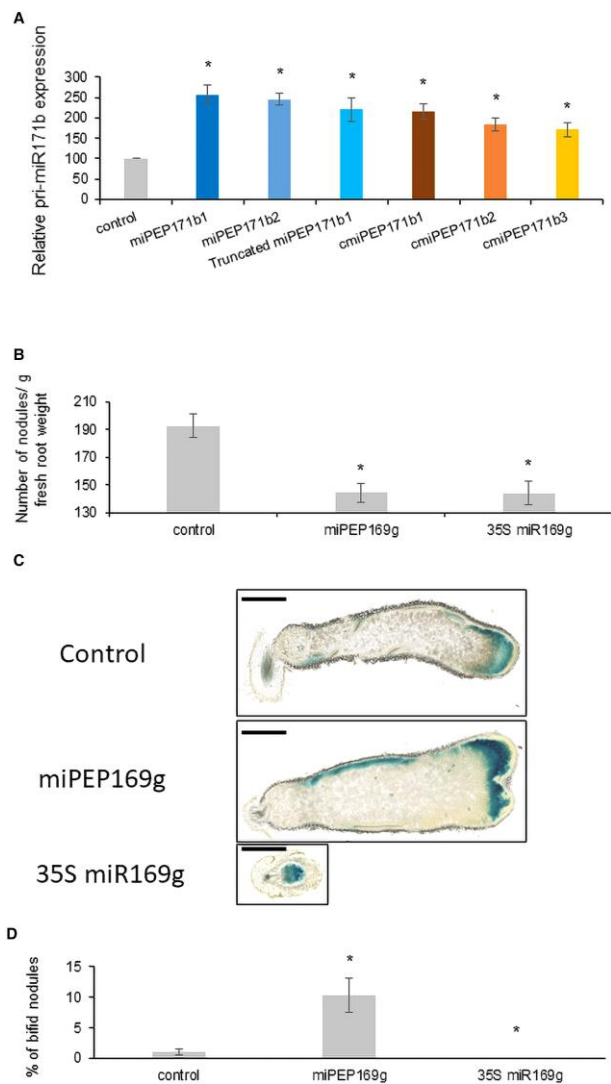 A
Relative pri-miR171b expression
300
250
200
150
100
50
0
* * * * * *
control miPEP171b1 miPEP171b2 Truncated miPEP171b1 cmiPEP171b1 cmiPEP171b2 cmiPEP171b3
B
Number of nodules/ g
fresh root weight
210
190
170
150
130
* *
control miPEP169g 35S miR169g
C
Control
miPEP169g
35S miR169g
D
% of bifid nodules
15
10
5
0
* *
control miPEP169g 35S miR169g